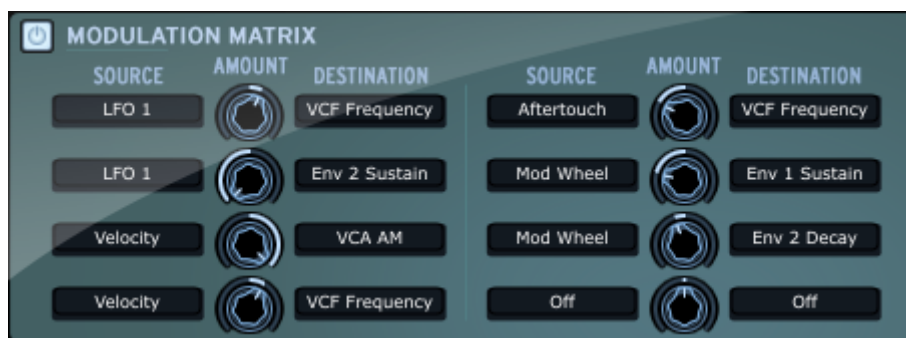 MODULATION MATRIX
SOURCE AMOUNT DESTINATION SOURCE AMOUNT DESTINATION
LFO 1 VCF Frequency Aftertouch VCF Frequency
LFO 1 Env 2 Sustain Mod Wheel Env 1 Sustain
Velocity VCA AM Mod Wheel Env 2 Decay
Velocity VCF Frequency Off Off